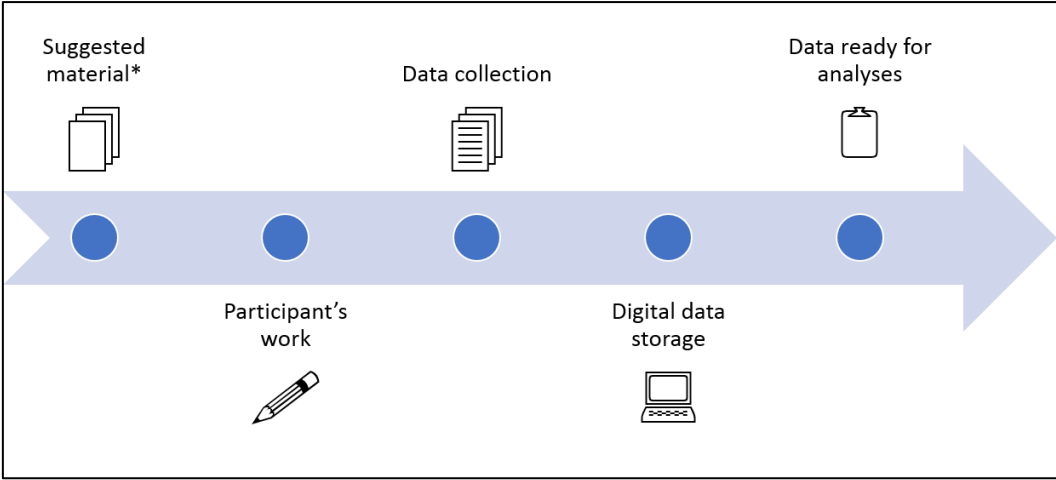 Suggested
material*
Participant’s
work
Data collection
Digital data
storage
Data ready for
analyses